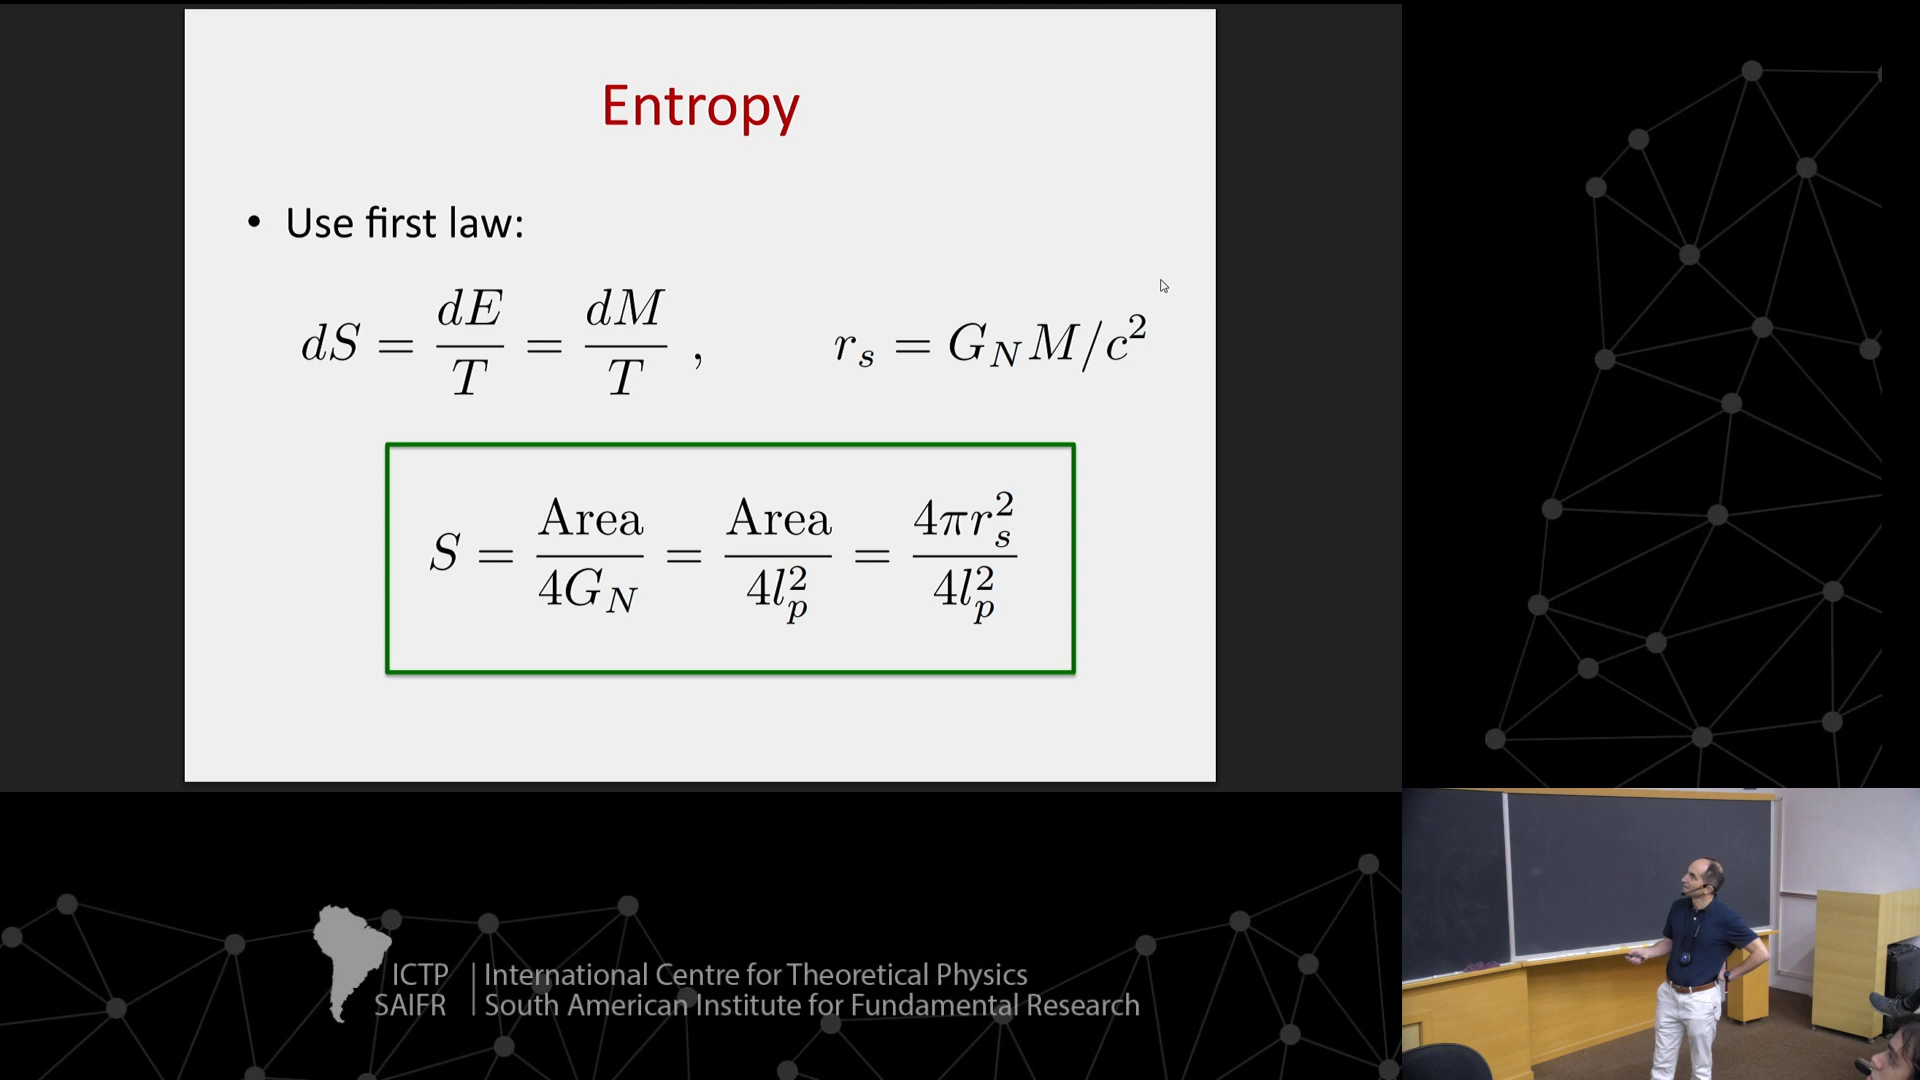 Entropy
• Use first law:
dS = dE/T = dM/T , r_s = G_N M/c^2
S = Area/4G_N = Area/4l_p^2 = 4πr_s^2/4l_p^2
ICTP | International Centre for Theoretical Physics
SAIFR | South American Institute for Fundamental Research